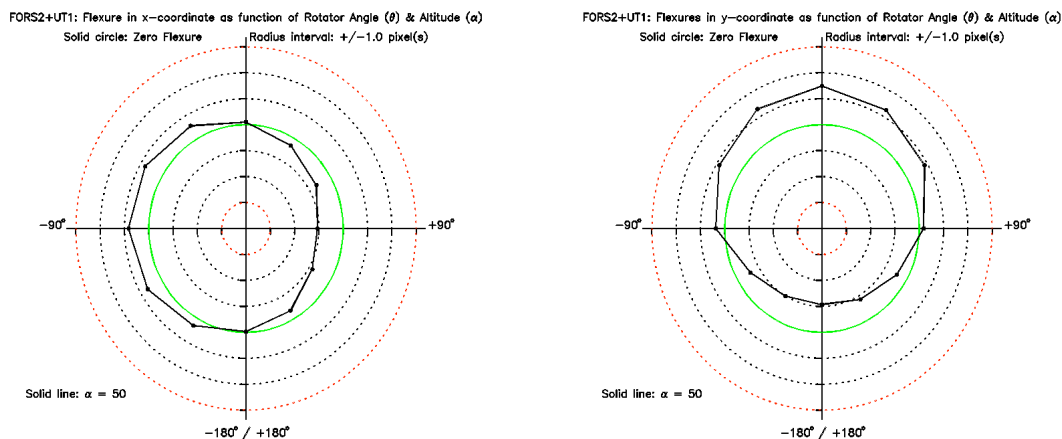 FORS2+UT1: Flexure in x-coordinate as function of Rotator Angle (θ) & Altitude (α)
Solid circle: Zero Flexure Radius interval: +/-1.0 pixel(s)
-90° +90°
Solid line: α = 50
-180° / +180°
FORS2+UT1: Flexures in y-coordinate as function of Rotator Angle (θ) & Altitude (α)
Solid circle: Zero Flexure Radius interval: +/-1.0 pixel(s)
-90° +90°
Solid line: α = 50
-180° / +180°